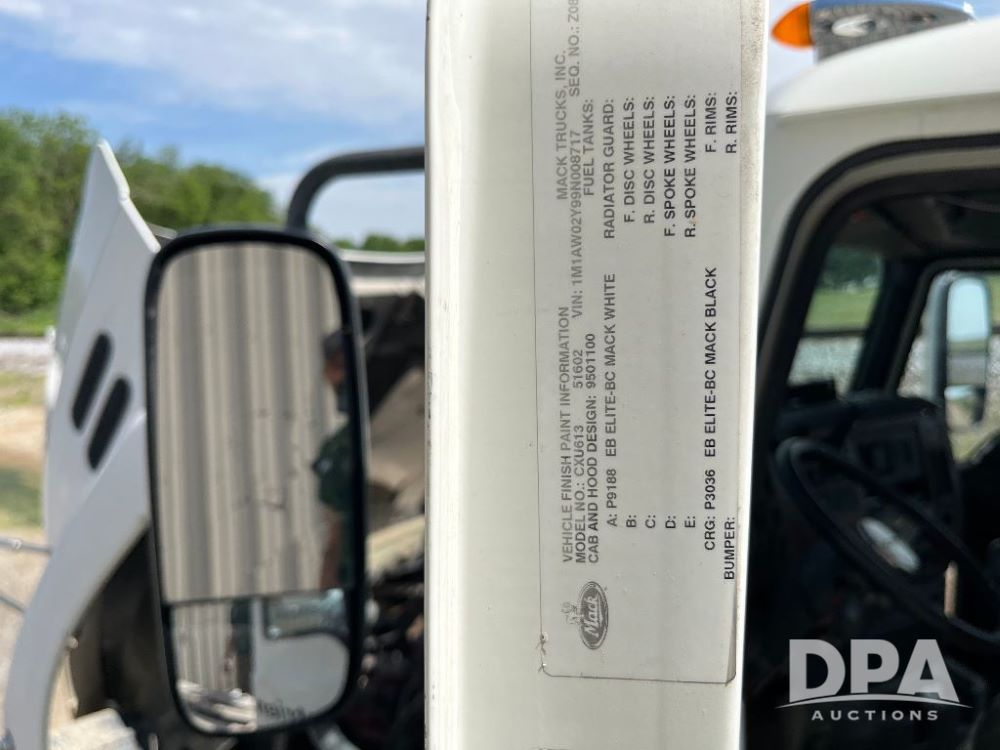 VEHICLE FINISH PAINT INFORMATION MACK TRUCKS, INC.
MODEL NO.: CXU613 51602 VIN: 1M1AW02Y99N008717 SEQ. NO.: Z08
CAB AND HOOD DESIGN: 9501100 FUEL TANKS:
A: P9188 EB ELITE-BC MACK WHITE RADIATOR GUARD:
B: F. DISC WHEELS:
C: R. DISC WHEELS:
D: F. SPOKE WHEELS:
E: R. SPOKE WHEELS:
CRG: P3036 EB ELITE-BC MACK BLACK F. RIMS:
BUMPER: R. RIMS:
Mack
DPA
AUCTIONS